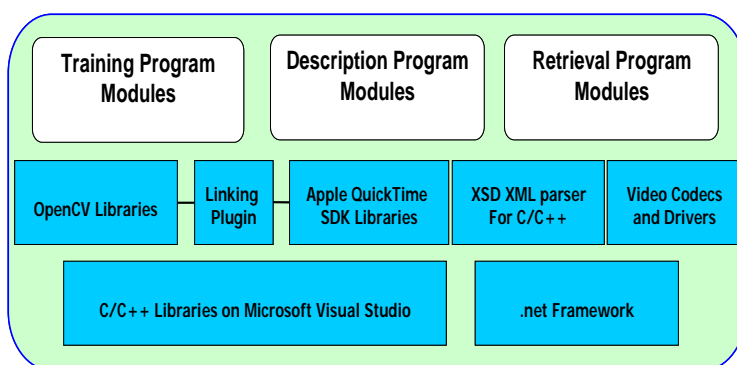 Training Program
Modules
Description Program
Modules
Retrieval Program
Modules
OpenCV Libraries
Linking
Plugin
Apple QuickTime
SDK Libraries
XSD XML parser
For C/C++
Video Codecs
and Drivers
C/C++ Libraries on Microsoft Visual Studio
.net Framework